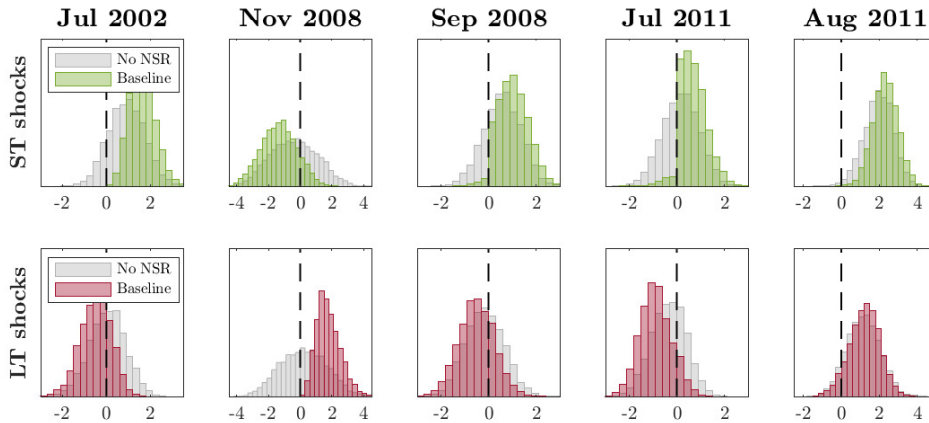 Jul 2002 Nov 2008 Sep 2008 Jul 2011 Aug 2011
ST shocks
No NSR
Baseline
-2 0 2 -4 -2 0 2 4 -2 0 2 -2 0 2 -2 0 2 4
LT shocks
No NSR
Baseline
-2 0 2 -4 -2 0 2 4 -2 0 2 -2 0 2 -2 0 2 4